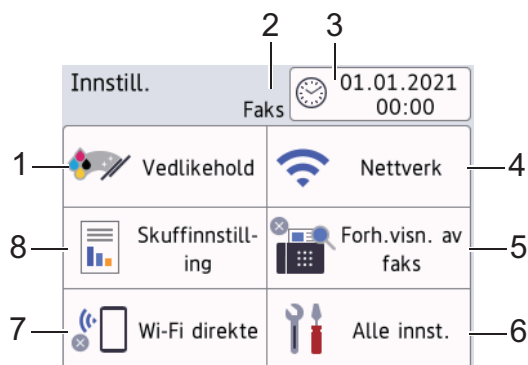 2
3
Innstill.
Faks
01.01.2021
00:00
1
Vedlikehold
Nettverk
4
8
Skuffinnstill-
ing
Forh.visn. av
faks
5
7
Wi-Fi direkte
Alle innst.
6